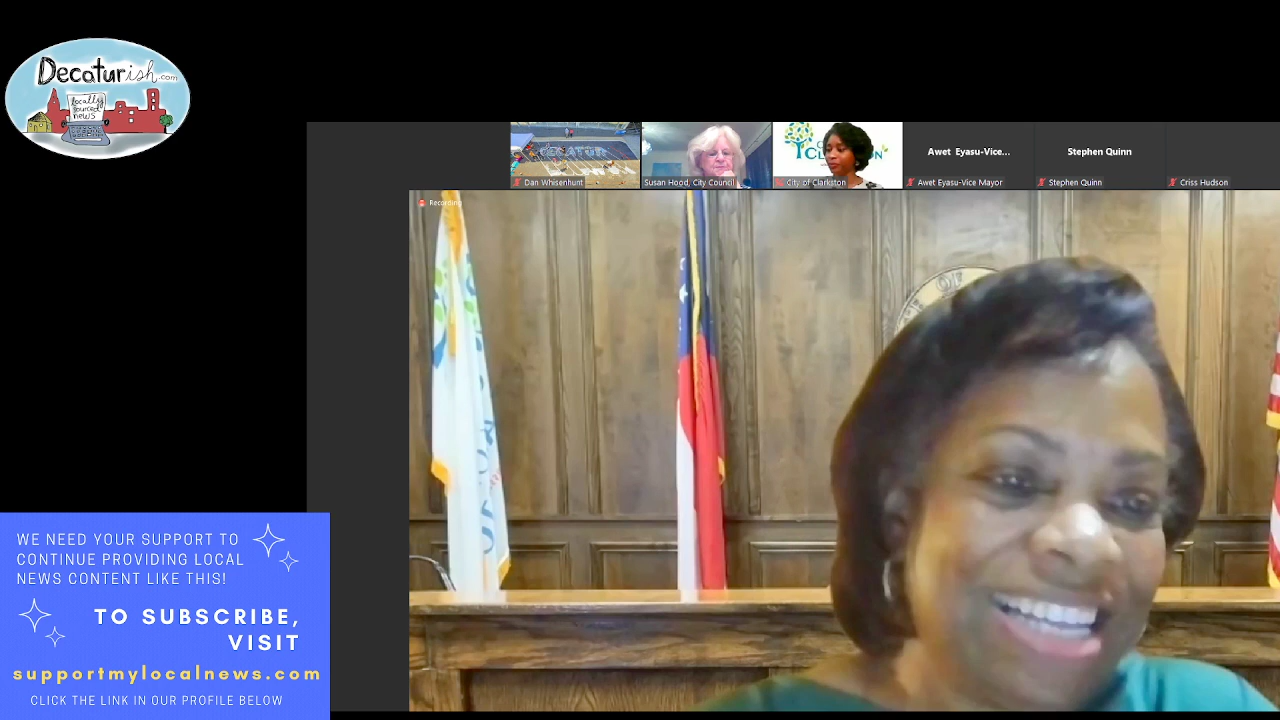 Decaturish.com
locally
sourced
news
DECATUR
Dan Whisenhunt
Susan Hood, City Council
City of Clarkston
Awet Eyasu-Vice...
Awet Eyasu-Vice Mayor
Stephen Quinn
Stephen Quinn
Criss Hudson
Recording
OF
WE NEED YOUR SUPPORT TO
CONTINUE PROVIDING LOCAL
NEWS CONTENT LIKE THIS!
TO SUBSCRIBE,
VISIT
supportmylocalnews.com
CLICK THE LINK IN OUR PROFILE BELOW